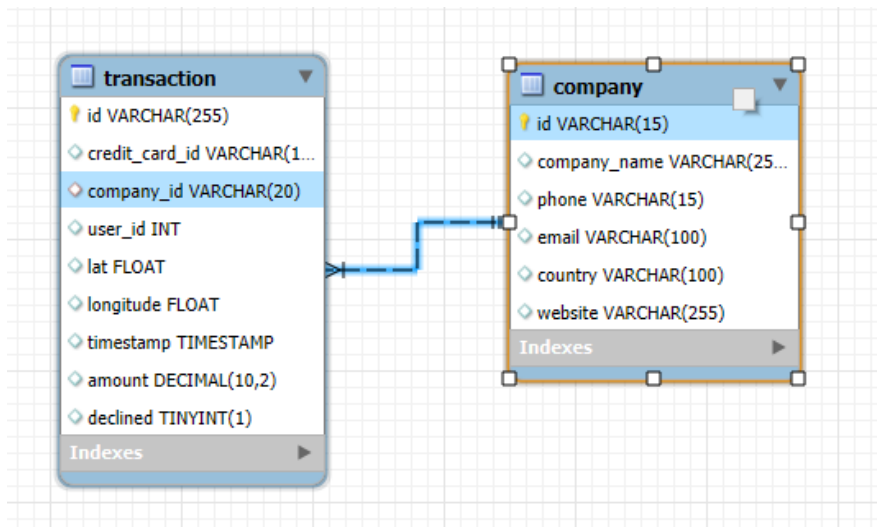 transaction
id VARCHAR(255)
credit_card_id VARCHAR(1...
company_id VARCHAR(20)
user_id INT
lat FLOAT
longitude FLOAT
timestamp TIMESTAMP
amount DECIMAL(10,2)
declined TINYINT(1)
Indexes
company
id VARCHAR(15)
company_name VARCHAR(25...
phone VARCHAR(15)
email VARCHAR(100)
country VARCHAR(100)
website VARCHAR(255)
Indexes